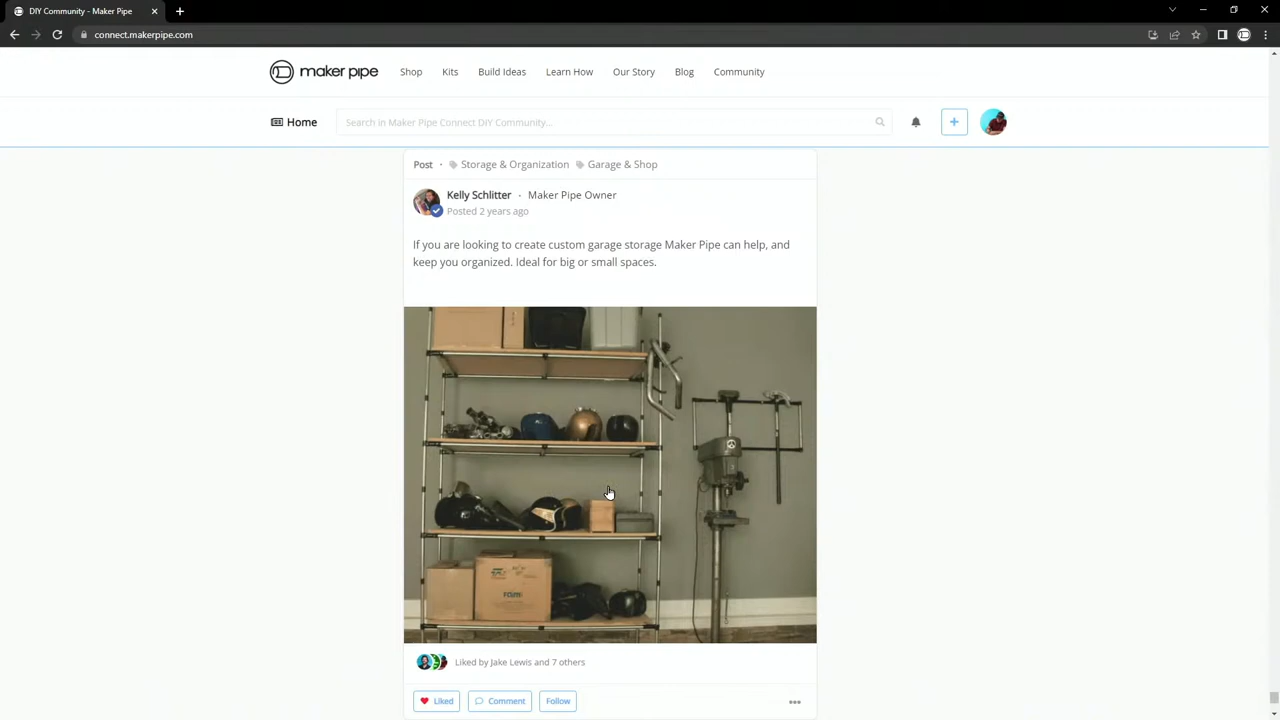 DIY Community - Maker Pipe
connect.makerpipe.com
maker pipe
Shop
Kits
Build Ideas
Learn How
Our Story
Blog
Community
Home
Search in Maker Pipe Connect DIY Community...
Post · Storage & Organization Garage & Shop
Kelly Schlitter · Maker Pipe Owner
Posted 2 years ago
If you are looking to create custom garage storage Maker Pipe can help, and
keep you organized. Ideal for big or small spaces.
Liked by Jake Lewis and 7 others
Liked
Comment
Follow